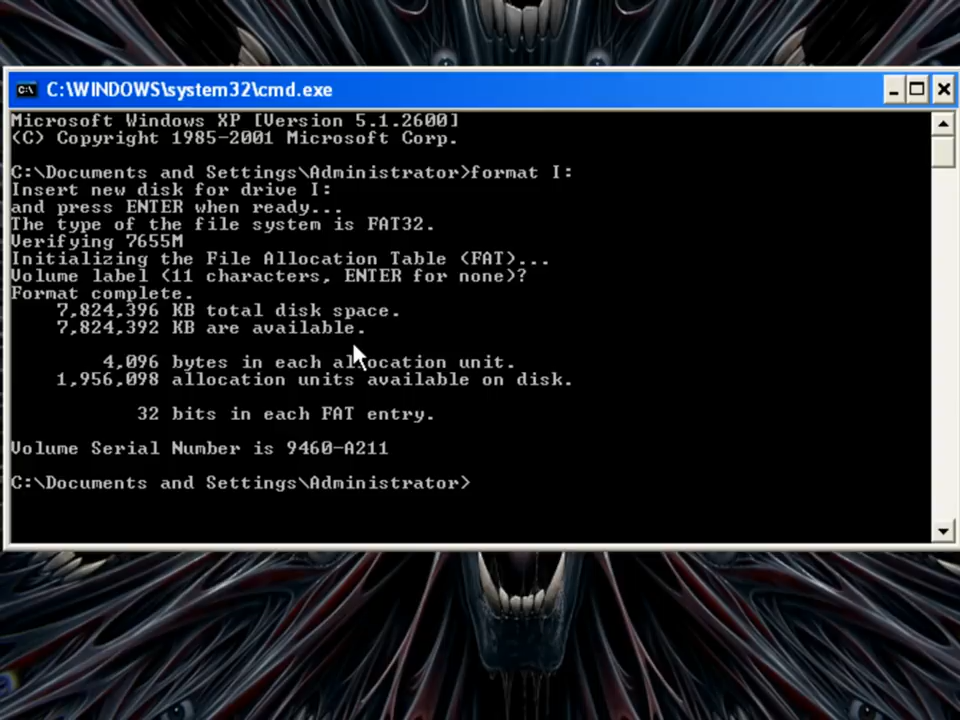 C:\WINDOWS\system32\cmd.exe
Microsoft Windows XP [Version 5.1.2600]
(C) Copyright 1985-2001 Microsoft Corp.
C:\Documents and Settings\Administrator>format I:
Insert new disk for drive I:
and press ENTER when ready...
The type of the file system is FAT32.
Verifying 7655M
Initializing the File Allocation Table (FAT)...
Volume label (11 characters, ENTER for none)?
Format complete.
7,824,396 KB total disk space.
7,824,392 KB are available.
4,096 bytes in each allocation unit.
1,956,098 allocation units available on disk.
32 bits in each FAT entry.
Volume Serial Number is 9460-A211
C:\Documents and Settings\Administrator>